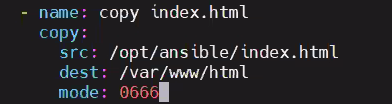 - name: copy index.html
copy:
src: /opt/ansible/index.html
dest: /var/www/html
mode: 0666